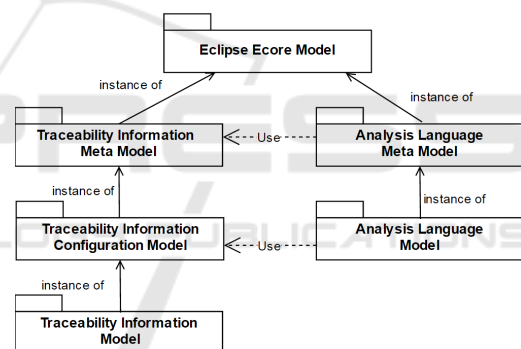 Eclipse Ecore Model
instance of
instance of
Traceability Information
Meta Model
Use
Analysis Language
Meta Model
instance of
instance of
Traceability Information
Configuration Model
Use
Analysis Language
Model
instance of
Traceability Information
Model